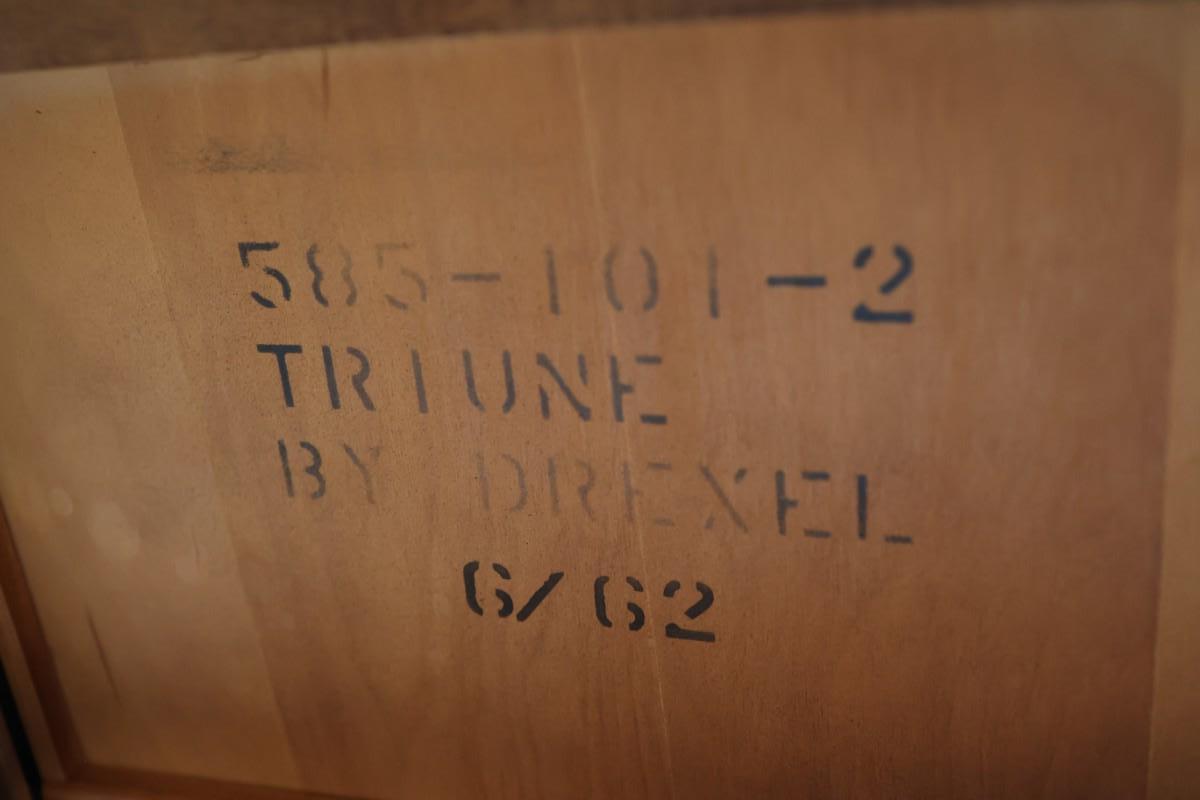 585-101-2
TRIUNE
BY DREXEL
6/62